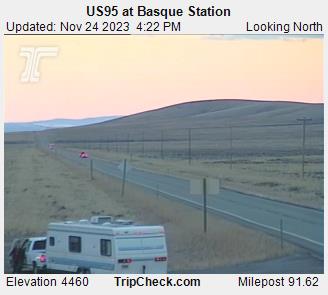 US95 at Basque Station
Updated: Nov 24 2023 4:22 PM Looking North
Elevation 4460 TripCheck.com Milepost 91.62